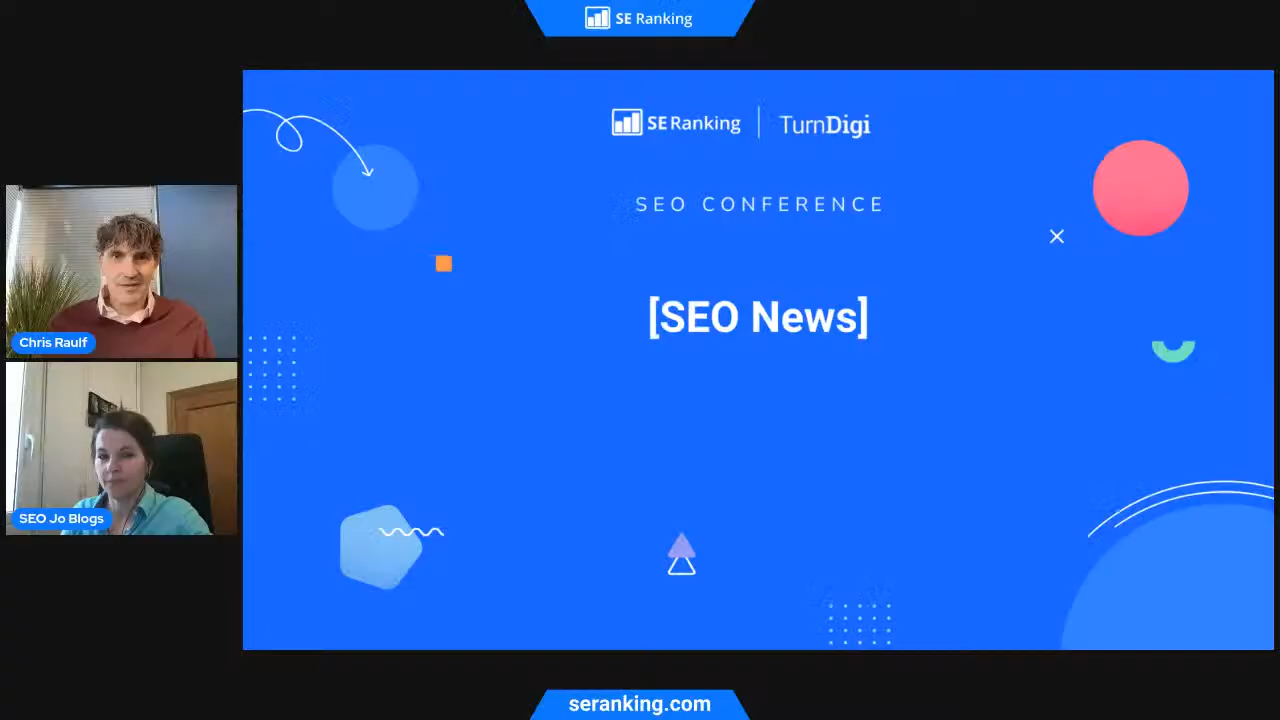 SE Ranking
SE Ranking | TurnDigi
SEO CONFERENCE
[SEO News]
Chris Raulf
SEO Jo Blogs
seranking.com